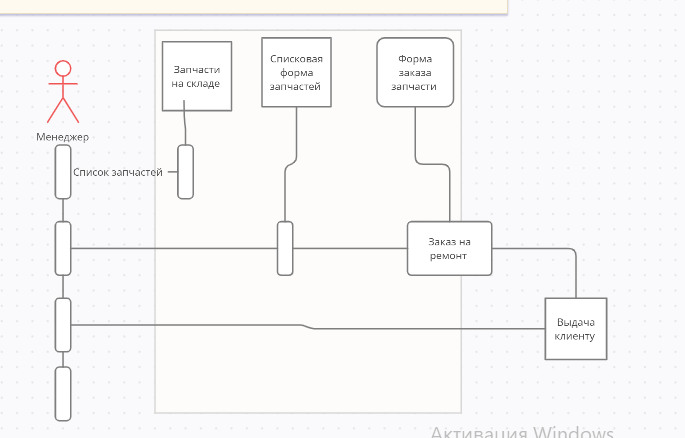 Запчасти
на складе
Списковая
форма
запчастей
Форма
заказа
запчасти
Менеджер
Список запчастей
Заказ на
ремонт
Выдача
клиенту
Активация Windows